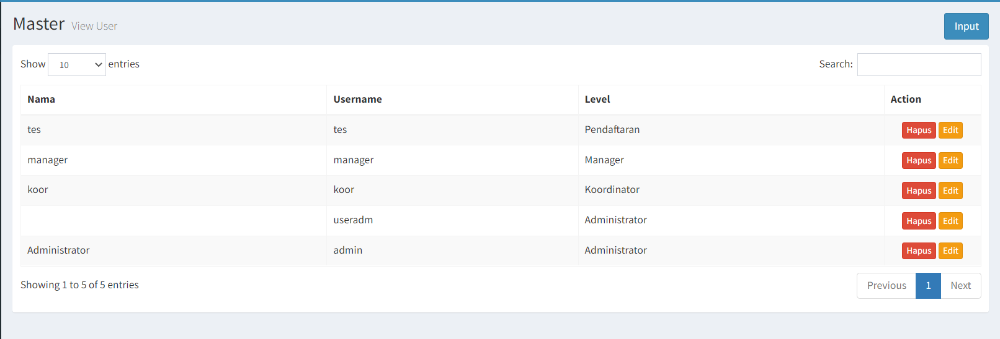 Master View User
Input
Show 10 entries
Search:
Nama Username Level Action
tes tes Pendaftaran Hapus Edit
manager manager Manager Hapus Edit
koor koor Koordinator Hapus Edit
useradm Administrator Hapus Edit
Administrator admin Administrator Hapus Edit
Showing 1 to 5 of 5 entries
Previous 1 Next